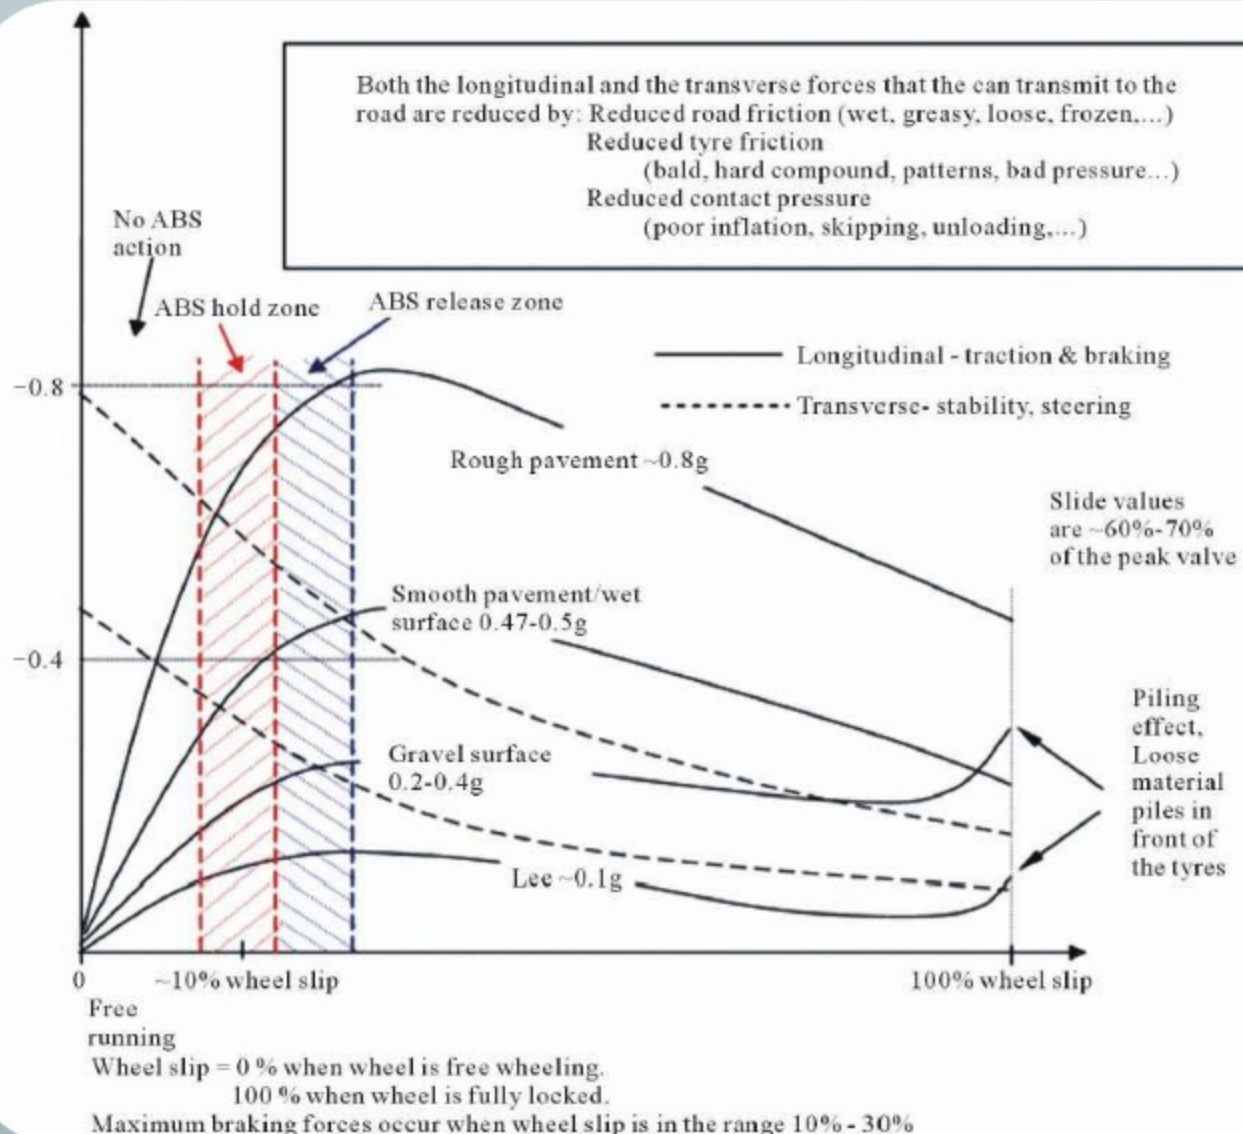 Both the longitudinal and the transverse forces that the can transmit to the
road are reduced by: Reduced road friction (wet, greasy, loose, frozen,...)
Reduced tyre friction
(bald, hard compound, patterns, bad pressure...)
Reduced contact pressure
(poor inflation, skipping, unloading,...)
No ABS
action
ABS hold zone
ABS release zone
Longitudinal - traction & braking
Transverse- stability, steering
~0.8
Rough pavement ~0.8g
Slide values
are ~60%-70%
of the peak valve
Smooth pavement/wet
surface 0.47-0.5g
~0.4
Gravel surface
0.2-0.4g
Piling
effect,
Loose
material
piles in
front of
the tyres
Lee ~0.1g
0
~10% wheel slip
100% wheel slip
Free
running
Wheel slip = 0 % when wheel is free wheeling.
100 % when wheel is fully locked.
Maximum braking forces occur when wheel slip is in the range 10% - 30%